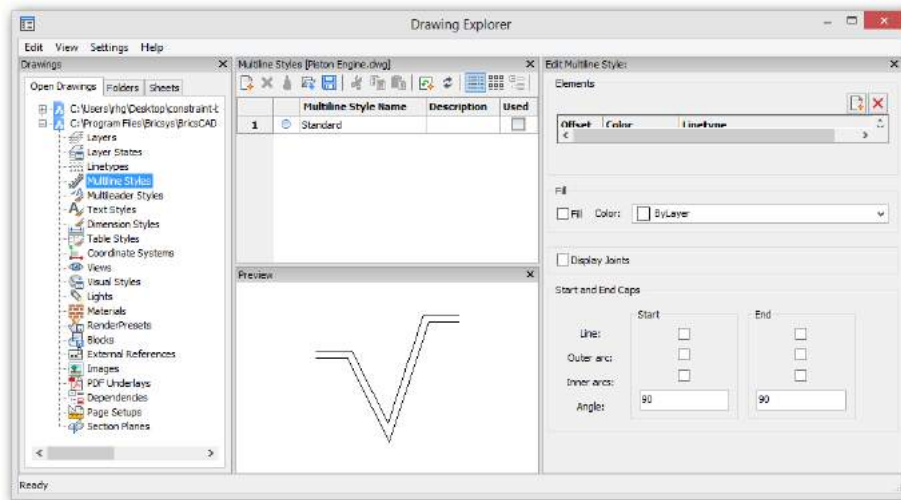 Drawing Explorer
Edit View Settings Help
Drawings
Open Drawings Folders Sheets
C:\Users\rhg\Desktop\constraint-t
C:\Program Files\Bricsys\BricsCAD
Layers
Layer States
Linetypes
Multiline Styles
Multileader Styles
Text Styles
Dimension Styles
Table Styles
Coordinate Systems
Views
Visual Styles
Lights
Materials
RenderPresets
Blocks
External References
Images
PDF Underlays
Dependencies
Page Setups
Section Planes
Multiline Styles [Piston Engine.dwg]
Multiline Style Name Description Used
1 Standard
Preview
Edit Multiline Style:
Elements
Offset Color Linetype
Fill
Fill Color: ByLayer
Display Joints
Start and End Caps
Start End
Line:
Outer arc:
Inner arcs:
Angle: 90 90
Ready